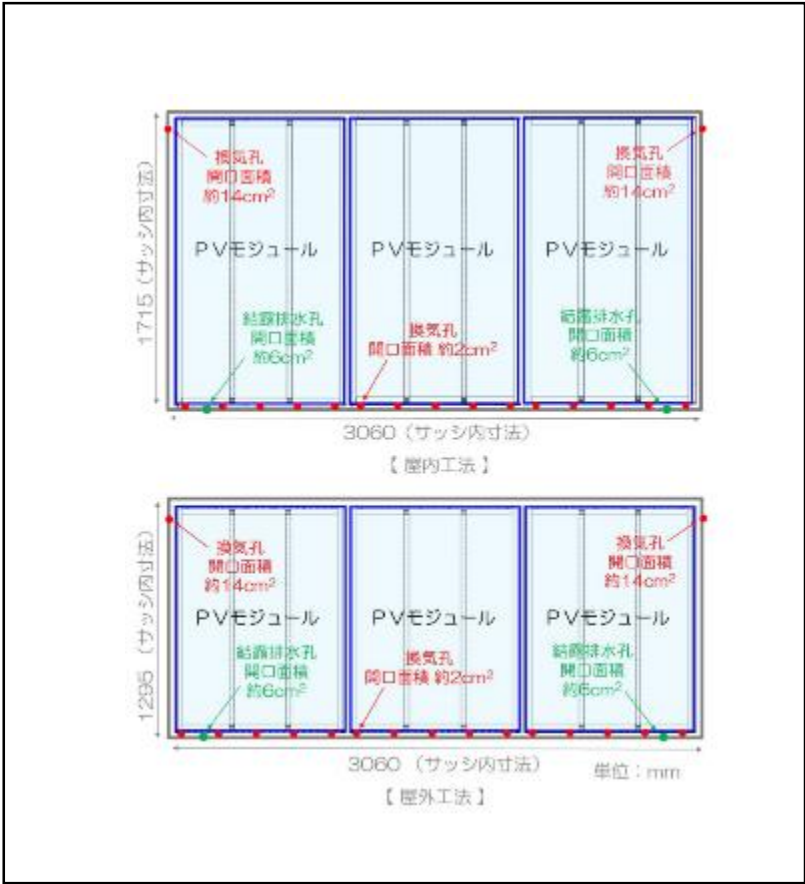 換気孔
開口面積
約14cm²
換気孔
開口面積
約14cm²
PVモジュール
PVモジュール
PVモジュール
1715（サッシ内寸法）
結露排水孔
開口面積
約6cm²
換気孔
開口面積 約2cm²
結露排水孔
開口面積
約6cm²
3060（サッシ内寸法）
【 屋内工法 】
換気孔
開口面積
約14cm²
換気孔
開口面積
約14cm²
PVモジュール
PVモジュール
PVモジュール
1295 （サッシ内寸法）
結露排水孔
開口面積
約6cm²
換気孔
開口面積 約2cm²
結露排水孔
開口面積
約6cm²
3060 （サッシ内寸法）
単位：mm
【 屋外工法 】